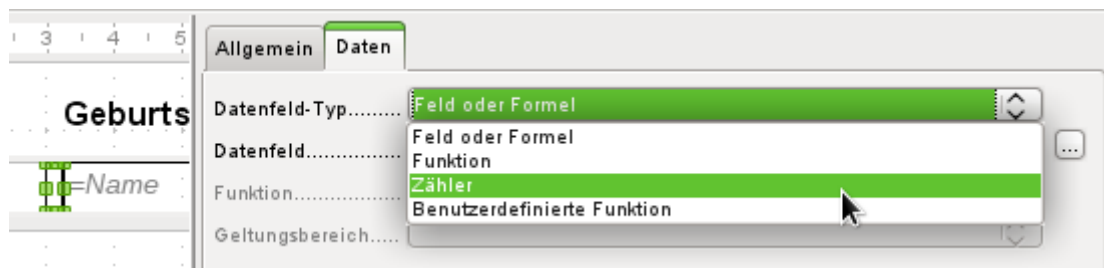 3 4 5
Allgemein Daten
Geburts
Datenfeld-Typ......... Feld oder Formel
Feld oder Formel
Datenfeld................. ...
Funktion
=Name
Funktion..................
Zähler
Benutzerdefinierte Funktion
Geltungsbereich.....